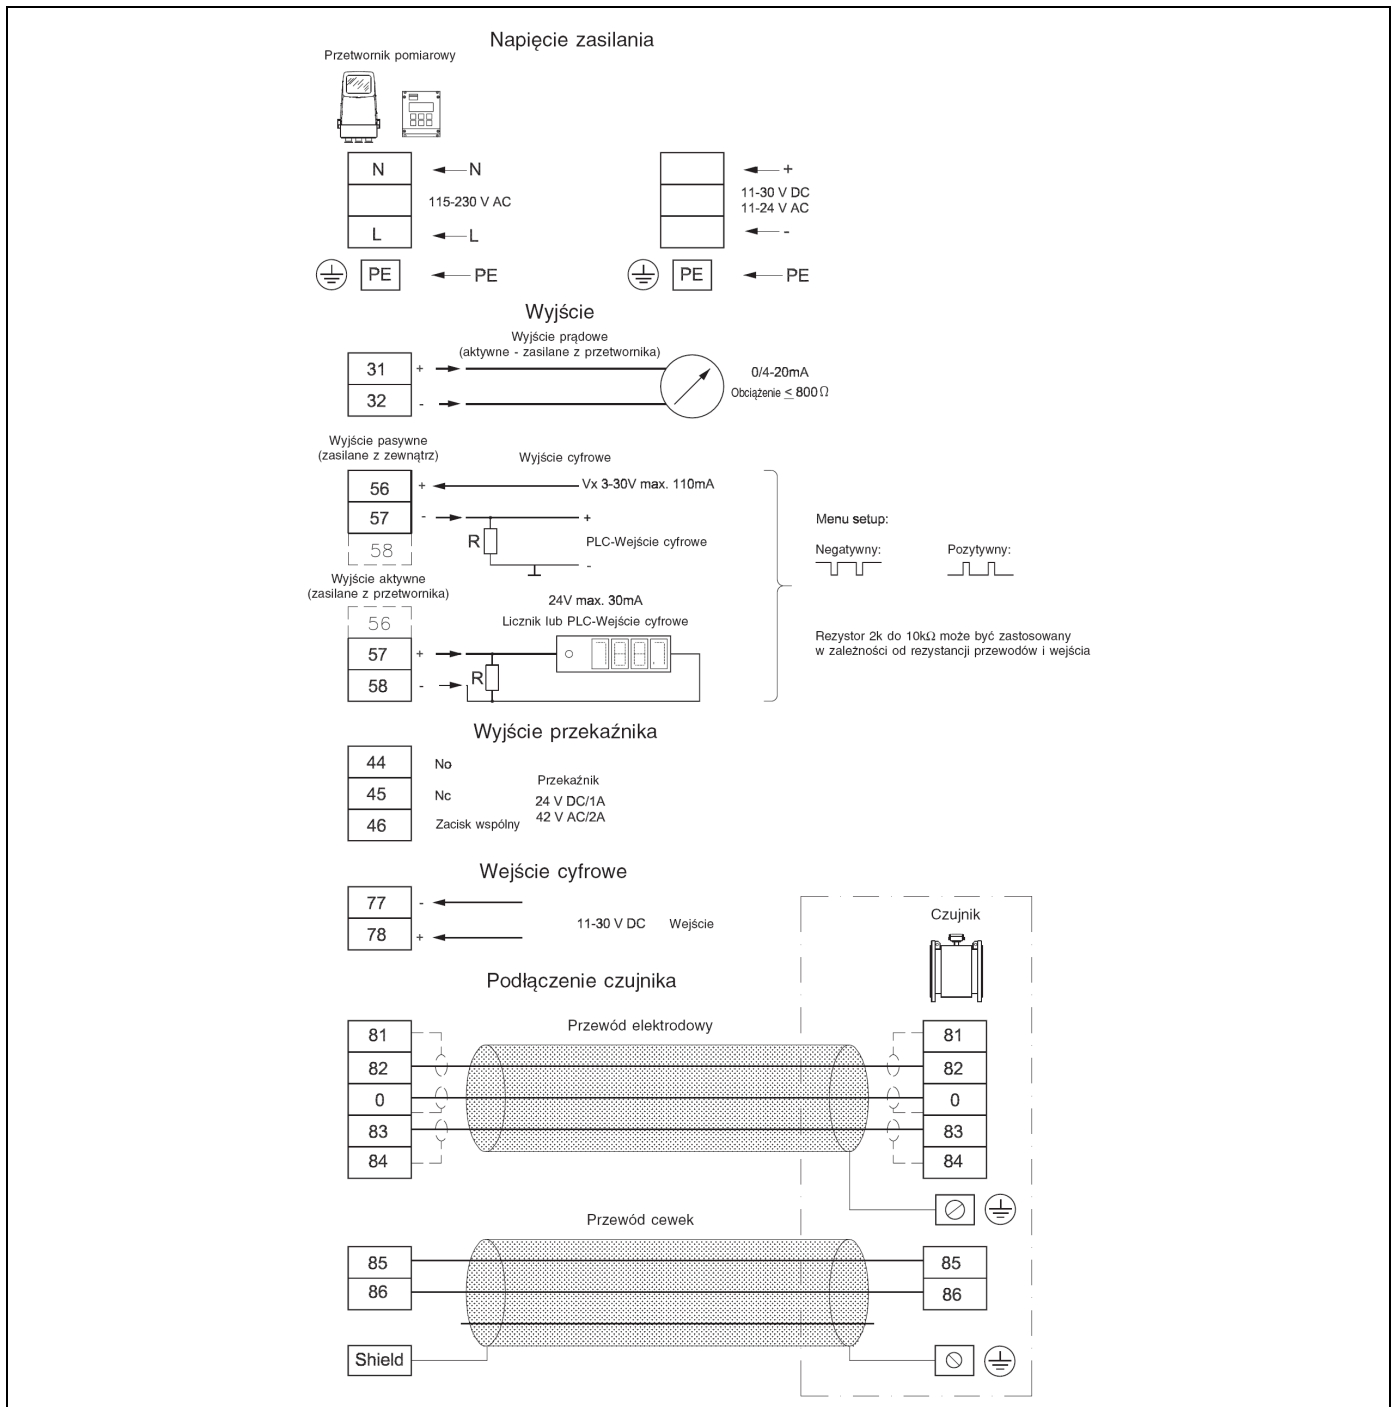 Napięcie zasilania
Przetwornik pomiarowy
N
N
115-230 V AC
L
L
PE
PE
+
11-30 V DC
11-24 V AC
-
PE
PE
Wyjście
Wyjście prądowe
(aktywne - zasilane z przetwornika)
31
+
32
-
0/4-20mA
Obciążenie ≤ 800 Ω
Wyjście pasywne
(zasilane z zewnątrz)
Wyjście cyfrowe
56
+
Vx 3-30V max. 110mA
57
-
+
58
R
PLC-Wejście cyfrowe
-
Menu setup:
Negatywny:
Pozytywny:
Wyjście aktywne
(zasilane z przetwornika)
24V max. 30mA
Licznik lub PLC-Wejście cyfrowe
56
57
+
58
-
R
Rezystor 2k do 10kΩ może być zastosowany
w zależności od rezystancji przewodów i wejścia
Wyjście przekaźnika
44
No
45
Nc
46
Zacisk wspólny
Przekaźnik
24 V DC/1A
42 V AC/2A
Wejście cyfrowe
77
-
78
+
11-30 V DC
Wejście
Czujnik
Podłączenie czujnika
Przewód elektrodowy
81
81
82
82
0
0
83
83
84
84
Przewód cewek
85
85
86
86
Shield